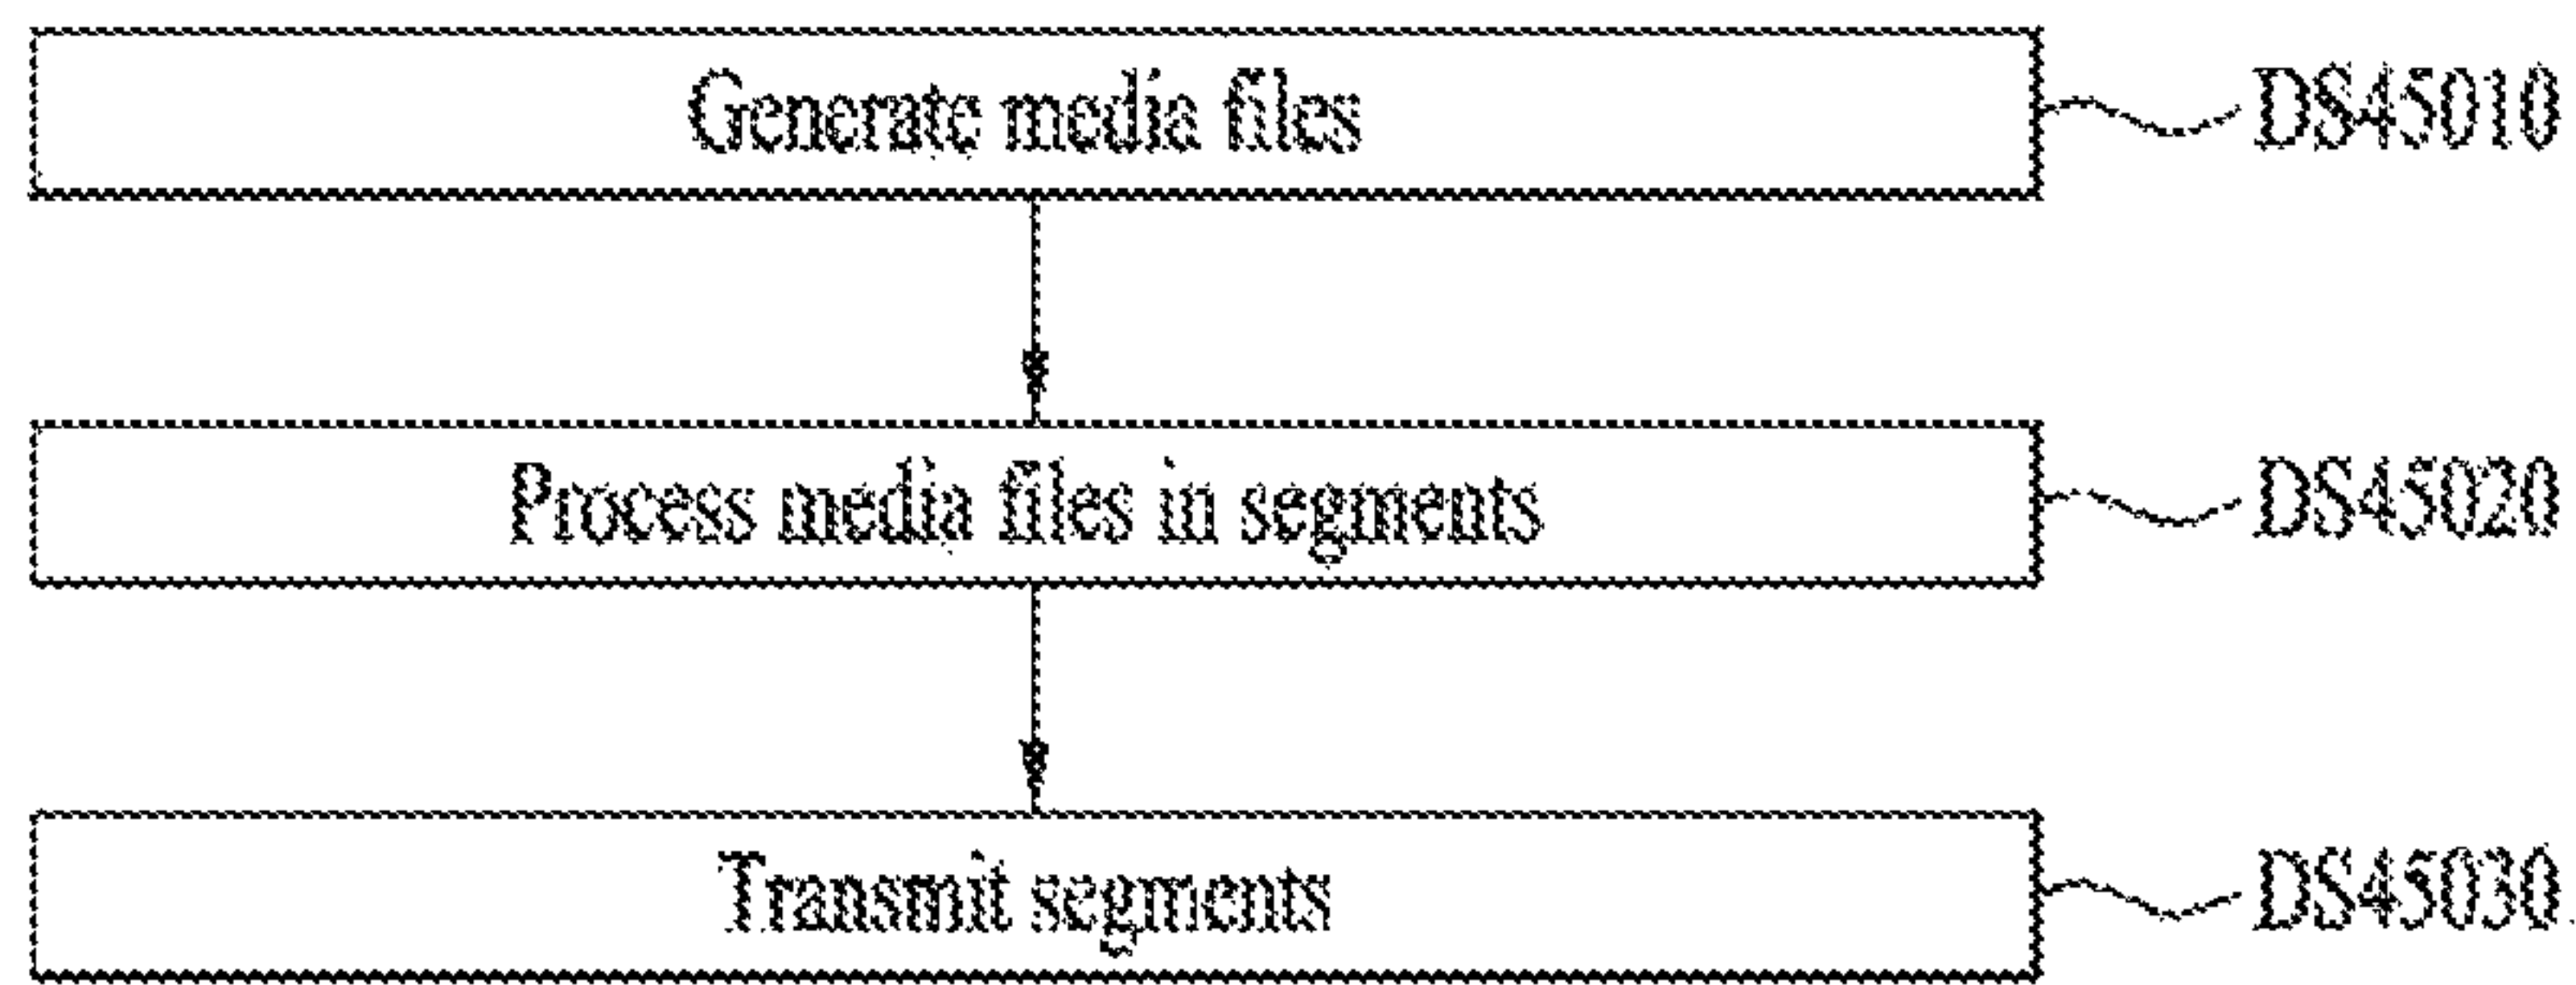 Generate media files DS45010
Process media files in segments DS45020
Transmit segments DS45030